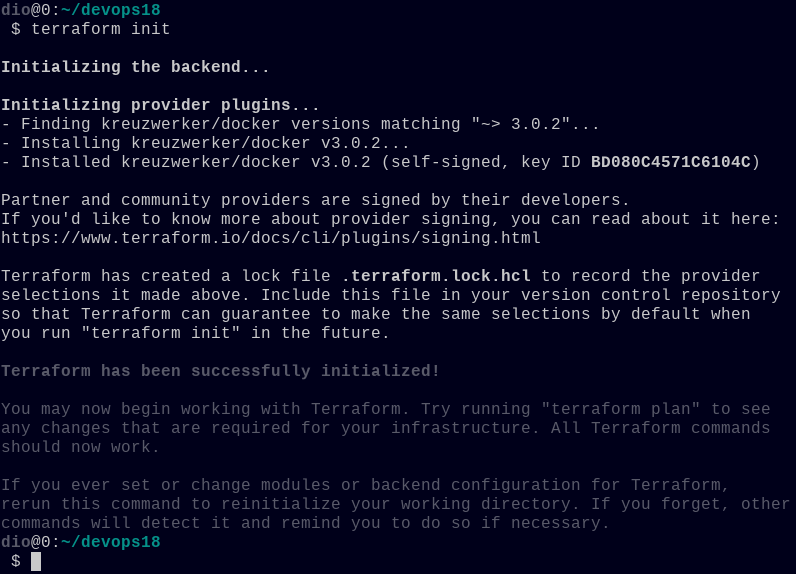 dio@0:~/devops18
$ terraform init
Initializing the backend...
Initializing provider plugins...
- Finding kreuzwerker/docker versions matching "~> 3.0.2"...
- Installing kreuzwerker/docker v3.0.2...
- Installed kreuzwerker/docker v3.0.2 (self-signed, key ID BD080C4571C6104C)
Partner and community providers are signed by their developers.
If you'd like to know more about provider signing, you can read about it here:
https://www.terraform.io/docs/cli/plugins/signing.html
Terraform has created a lock file .terraform.lock.hcl to record the provider
selections it made above. Include this file in your version control repository
so that Terraform can guarantee to make the same selections by default when
you run "terraform init" in the future.
Terraform has been successfully initialized!
You may now begin working with Terraform. Try running "terraform plan" to see
any changes that are required for your infrastructure. All Terraform commands
should now work.
If you ever set or change modules or backend configuration for Terraform,
rerun this command to reinitialize your working directory. If you forget, other
commands will detect it and remind you to do so if necessary.
dio@0:~/devops18
$